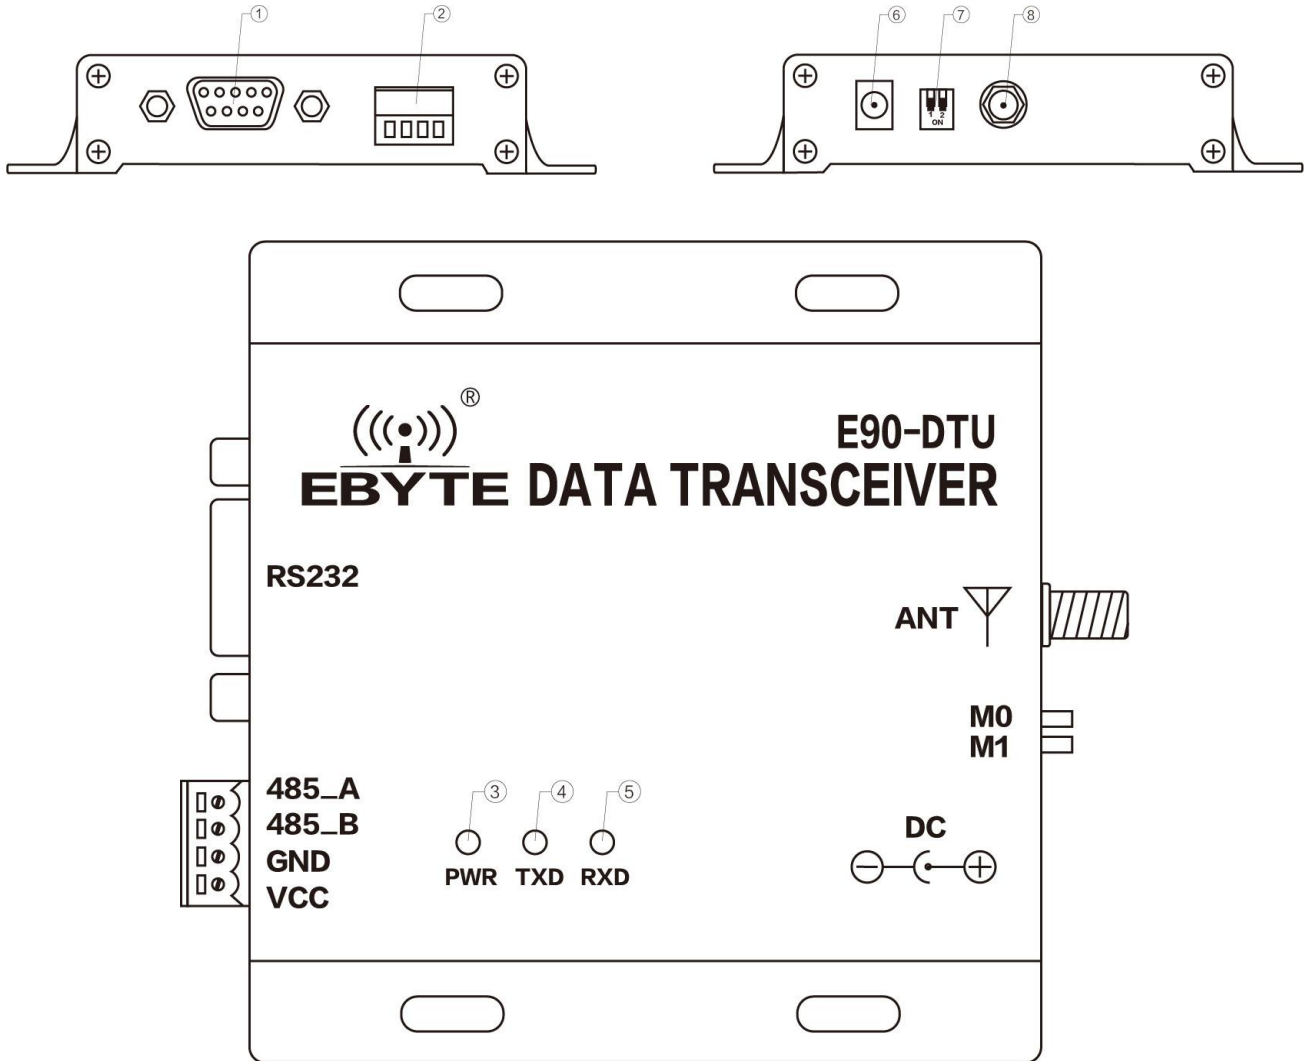 ① ② ⑥ ⑦ ⑧
1 2
ON
®
E90-DTU
EBYTE DATA TRANSCEIVER
RS232
ANT
M0
M1
485_A
485_B
GND
VCC
③ ④ ⑤
PWR TXD RXD
DC